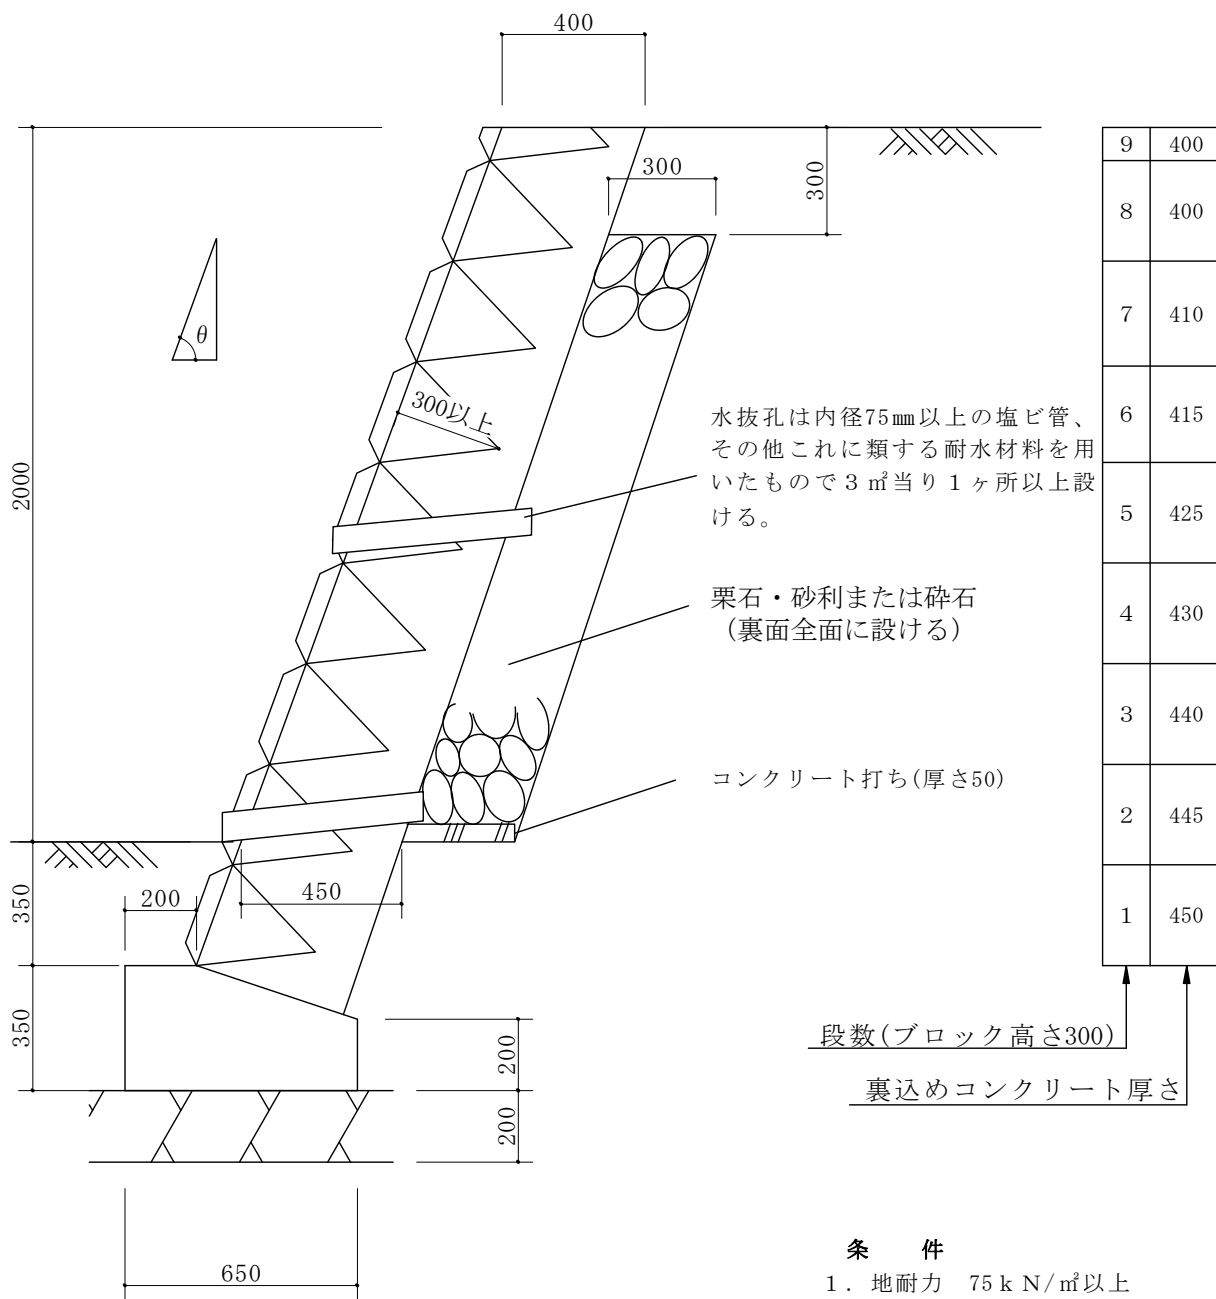 400
300
300
θ
300以上
2000
水抜孔は内径75㎜以上の塩ビ管、
その他これに類する耐水材料を用
いたもので３㎡当り１ヶ所以上設
ける。
栗石・砂利または砕石
（裏面全面に設ける）
コンクリート打ち(厚さ50)
450
200
350
350
200
200
650
9 400
8 400
7 410
6 415
5 425
4 430
3 440
2 445
1 450
段数(ブロック高さ300)
裏込めコンクリート厚さ
条　件
１．地耐力　75ｋＮ/㎡以上